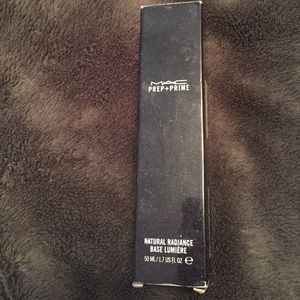 MAC
PREP+PRIME
NATURAL RADIANCE
BASE LUMIÈRE
50 ML / 1.7 US FL OZ ℮